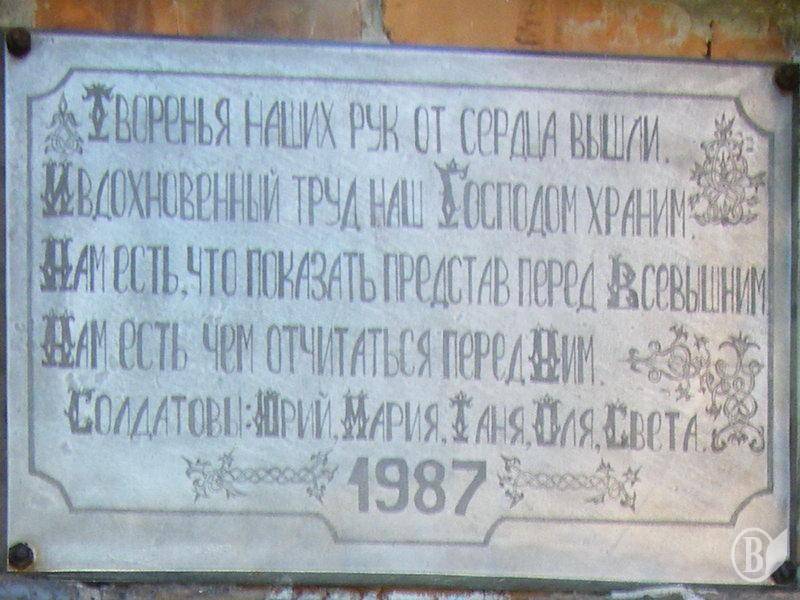 Творенья наших рук от сердца вышли.
И вдохновенный труд наш Господом храним.
Нам есть, что показать представ перед Всевышним
Нам есть чем отчитаться перед Ним.
Солдатовы: Юрий, Мария, Таня, Оля, Света.
1987
В